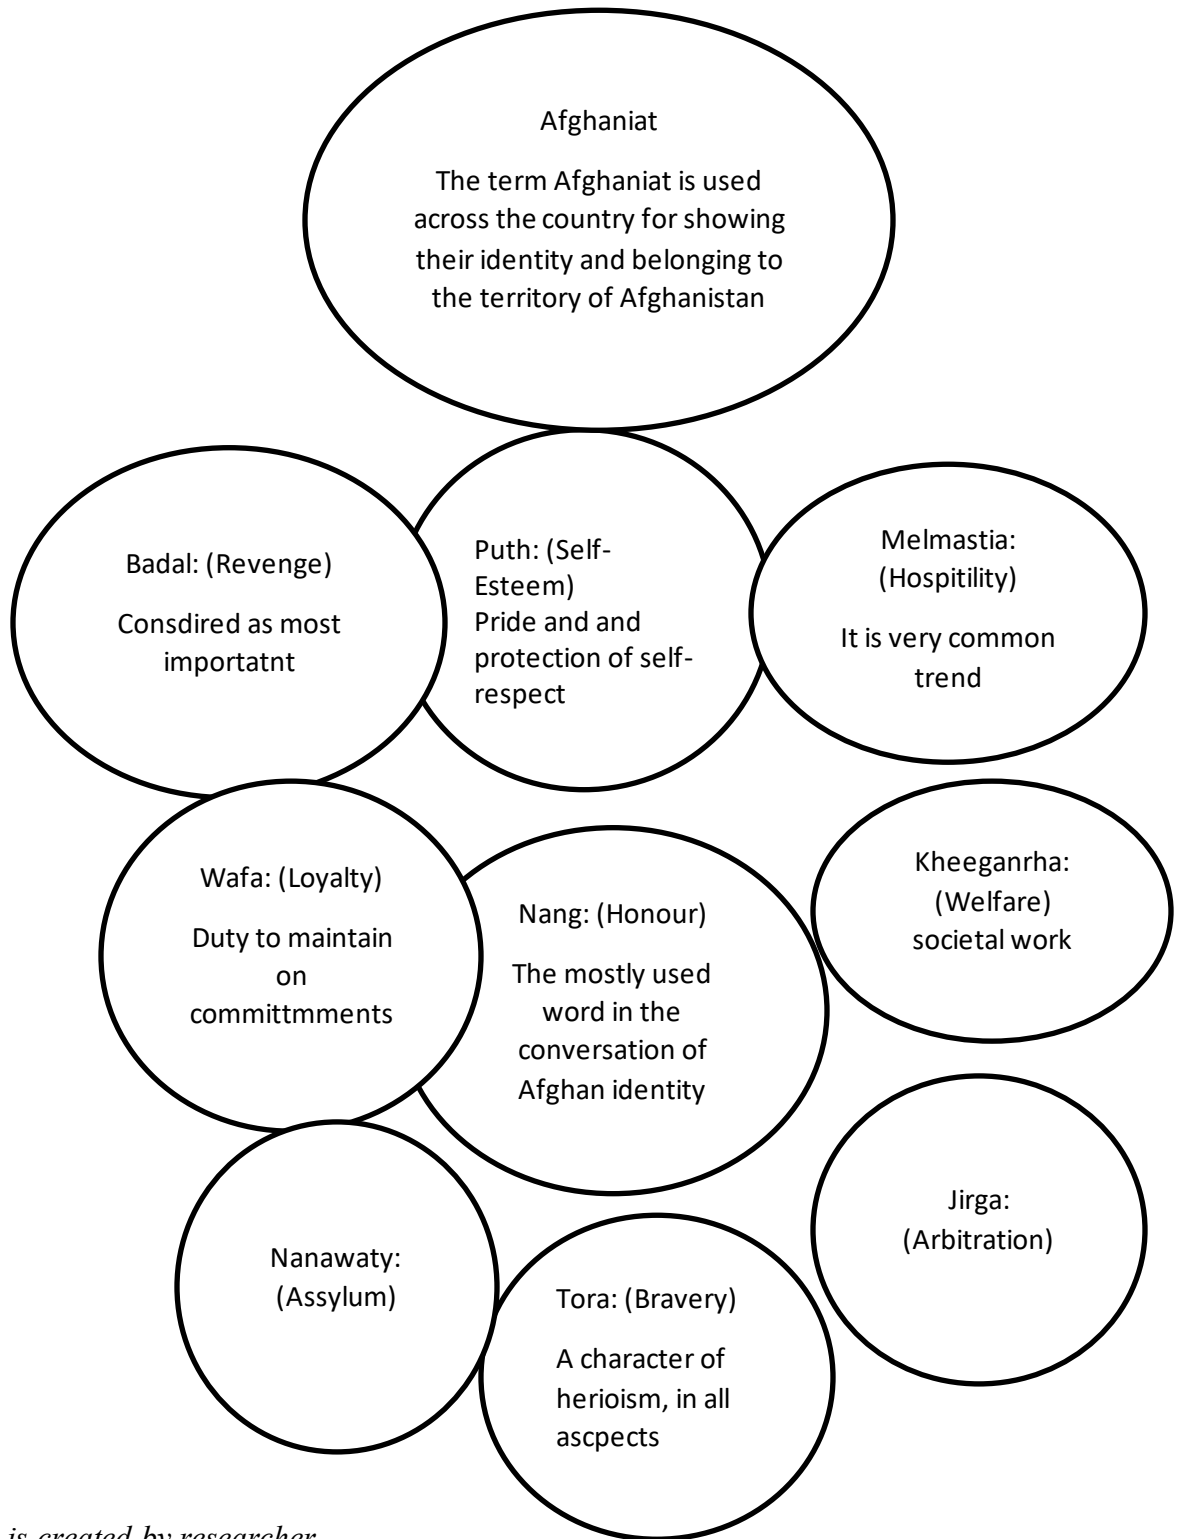 Afghaniat
The term Afghaniat is used
across the country for showing
their identity and belonging to
the territory of Afghanistan
Badal: (Revenge)
Consdired as most
importatnt
Puth: (Self-
Esteem)
Pride and and
protection of self-
respect
Melmastia:
(Hospitility)
It is very common
trend
Wafa: (Loyalty)
Duty to maintain
on
committmments
Nang: (Honour)
The mostly used
word in the
conversation of
Afghan identity
Kheeganrha:
(Welfare)
societal work
Nanawaty:
(Assylum)
Tora: (Bravery)
A character of
herioism, in all
ascpects
Jirga:
(Arbitration)
is created by researcher